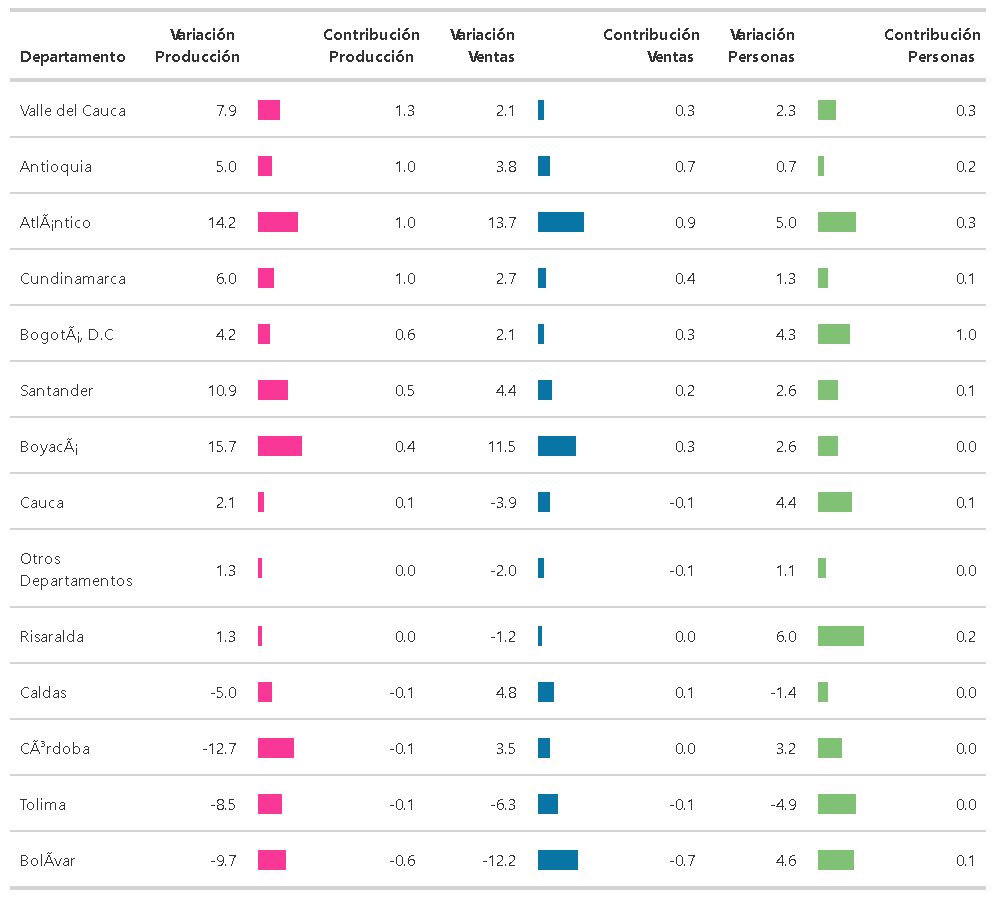 Departamento Variación Producción Contribución Producción Variación Ventas Contribución Ventas Variación Personas Contribución Personas
Valle del Cauca 7.9 1.3 2.1 0.3 2.3 0.3
Antioquia 5.0 1.0 3.8 0.7 0.7 0.2
AtlÃ¡ntico 14.2 1.0 13.7 0.9 5.0 0.3
Cundinamarca 6.0 1.0 2.7 0.4 1.3 0.1
BogotÃ¡, D.C 4.2 0.6 2.1 0.3 4.3 1.0
Santander 10.9 0.5 4.4 0.2 2.6 0.1
BoyacÃ¡ 15.7 0.4 11.5 0.3 2.6 0.0
Cauca 2.1 0.1 -3.9 -0.1 4.4 0.1
Otros Departamentos 1.3 0.0 -2.0 -0.1 1.1 0.0
Risaralda 1.3 0.0 -1.2 0.0 6.0 0.2
Caldas -5.0 -0.1 4.8 0.1 -1.4 0.0
CÃ³rdoba -12.7 -0.1 3.5 0.0 3.2 0.0
Tolima -8.5 -0.1 -6.3 -0.1 -4.9 0.0
BolÃvar -9.7 -0.6 -12.2 -0.7 4.6 0.1